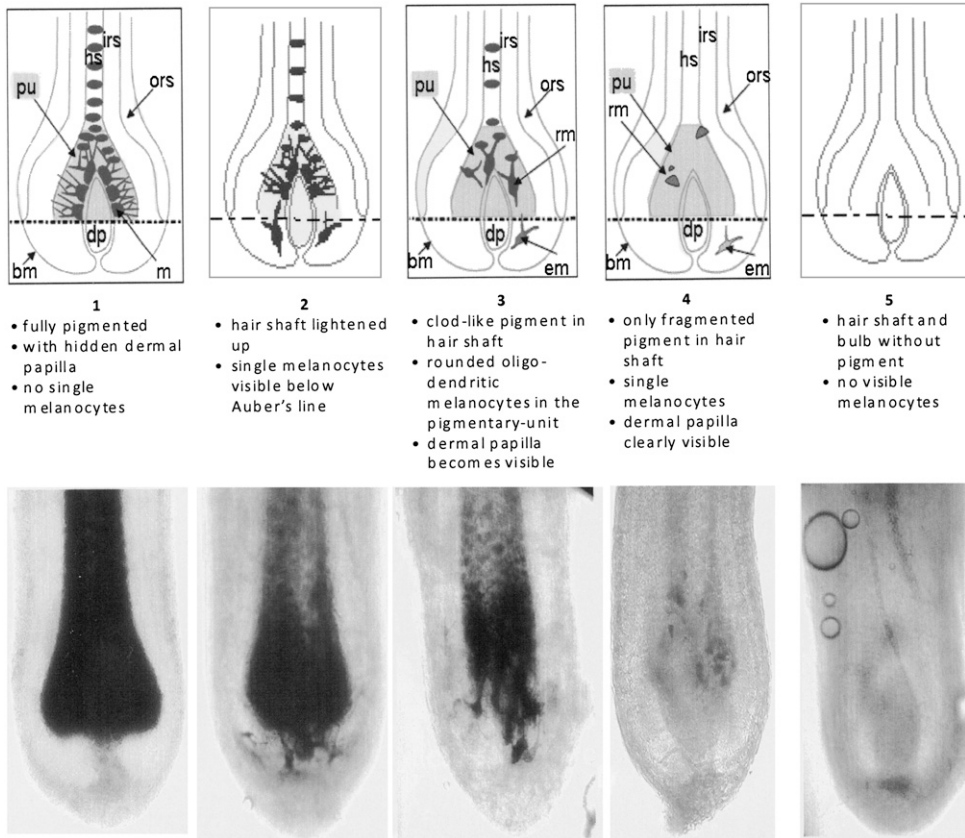 irs
hs
pu
ors
dp
bm
m
irs
hs
pu
ors
rm
dp
bm
em
irs
hs
pu
ors
rm
dp
bm
em
1
• fully pigmented
• with hidden dermal
papilla
• no single
melanocytes
2
• hair shaft lightened
up
• single melanocytes
visible below
Auber's line
3
• clod-like pigment in
hair shaft
• rounded oligo-
dendritic
melanocytes in the
pigmentary-unit
• dermal papilla
becomes visible
4
• only fragmented
pigment in hair
shaft
• single
melanocytes
• dermal papilla
clearly visible
5
• hair shaft and
bulb without
pigment
• no visible
melanocytes